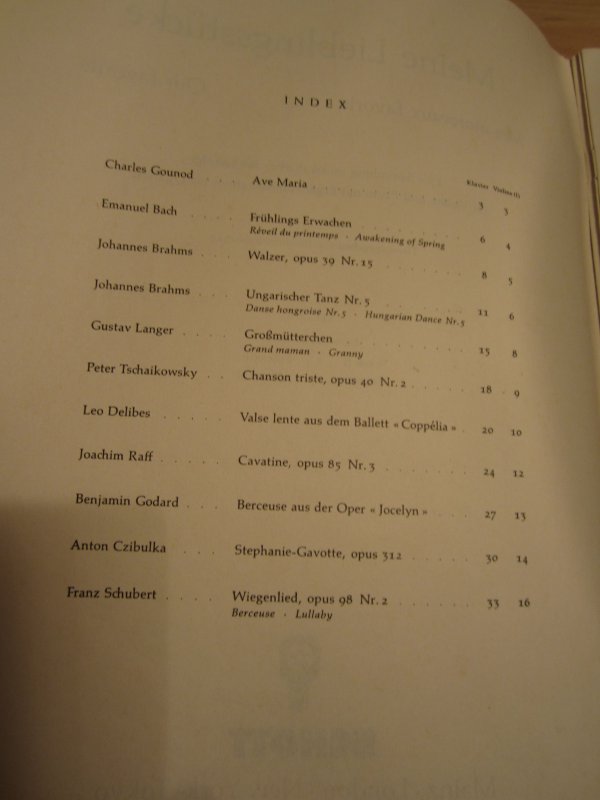 INDEX
Klavier Violine (I)
Charles Gounod . . . Ave Maria . . . . . . . . . . . 3 3
Emanuel Bach . . . . Frühlings Erwachen . . . . . . . . 6 4
Réveil du printemps · Awakening of Spring
Johannes Brahms . . . Walzer, opus 39 Nr. 15 . . . . . . . 8 5
Johannes Brahms . . . Ungarischer Tanz Nr. 5 . . . . . . . 11 6
Danse hongroise Nr. 5 · Hungarian Dance Nr. 5
Gustav Langer . . . . Großmütterchen . . . . . . . . . 15 8
Grand maman · Granny
Peter Tschaikowsky . . Chanson triste, opus 40 Nr. 2 . . . . . 18 9
Leo Delibes . . . . . Valse lente aus dem Ballett «Coppélia» . 20 10
Joachim Raff . . . . . Cavatine, opus 85 Nr. 3 . . . . . . . 24 12
Benjamin Godard . . . Berceuse aus der Oper «Jocelyn» . . . 27 13
Anton Czibulka . . . Stephanie-Gavotte, opus 312 . . . . . 30 14
Franz Schubert . . . . Wiegenlied, opus 98 Nr. 2 . . . . . . 33 16
Berceuse · Lullaby